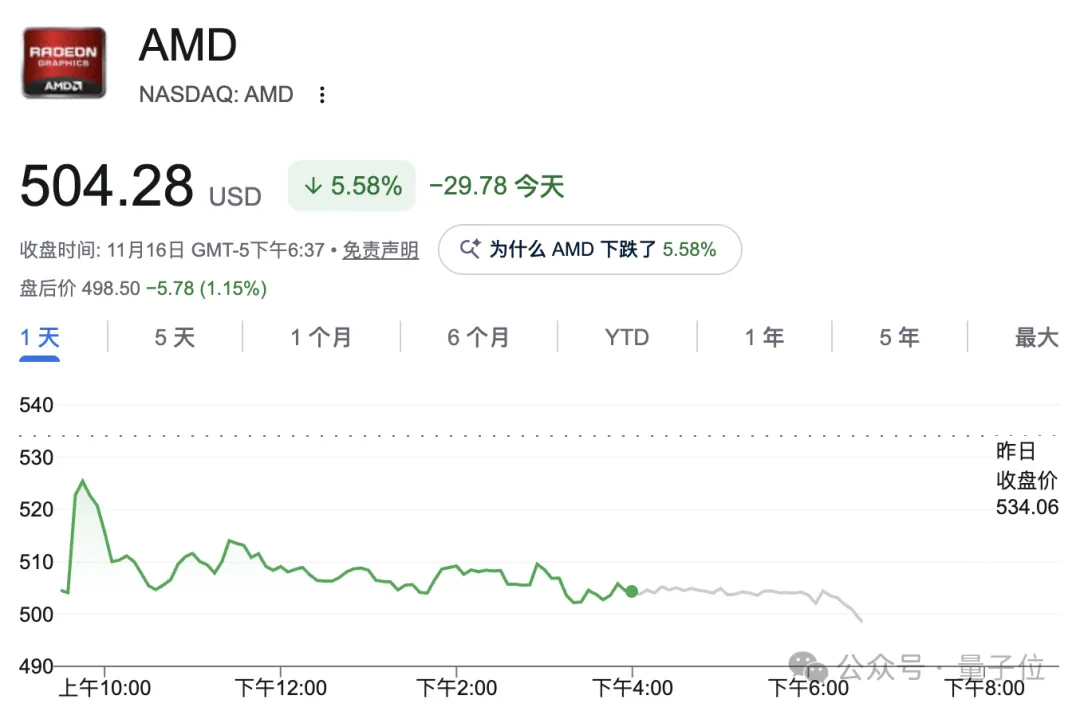 RADEON
GRAPHICS
AMD
AMD
NASDAQ: AMD
504.28 USD ↓ 5.58% −29.78 今天
收盘时间: 11月16日 GMT-5下午6:37 • 免责声明
为什么 AMD 下跌了 5.58%
盘后价 498.50 −5.78 (1.15%)
1 天 5 天 1 个月 6 个月 YTD 1 年 5 年 最大
540
530
520
510
500
490
昨日
收盘价
534.06
上午10:00 下午12:00 下午2:00 下午4:00 下午6:00 下午8:00
公众号 · 量子位